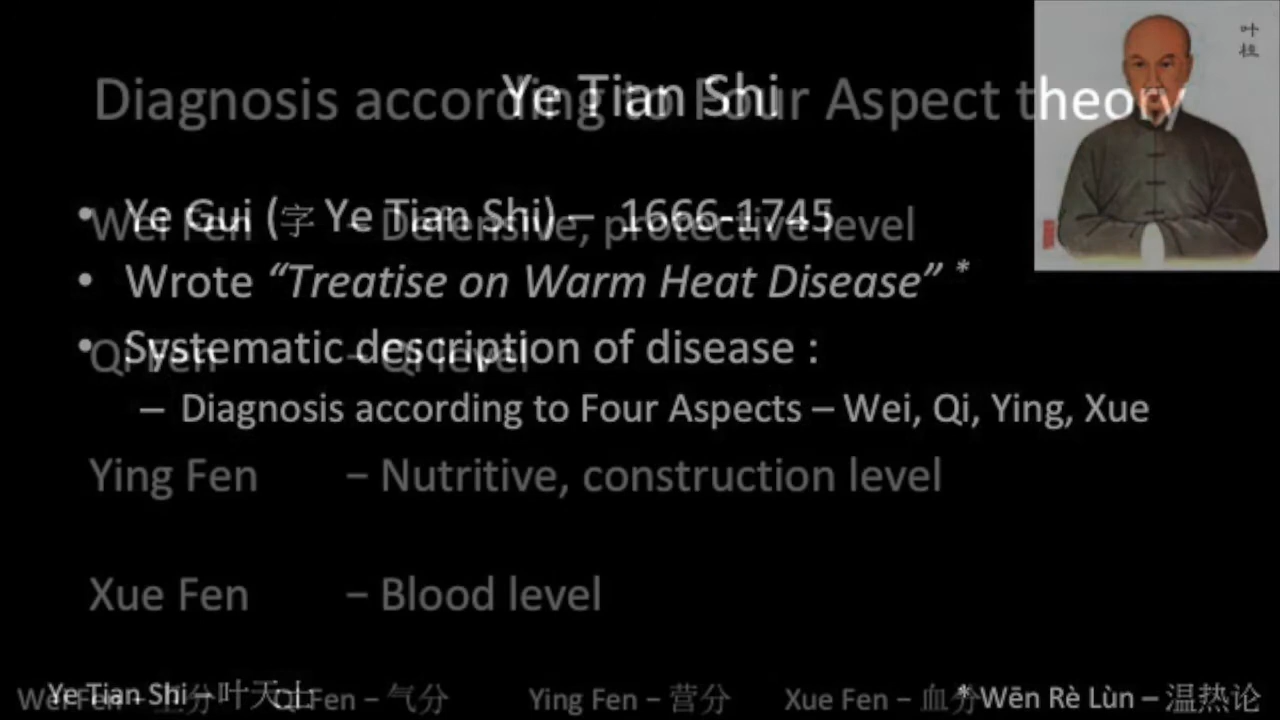 叶桂
Ye Tian Shi
Diagnosis according to Four Aspect theory
• Ye Gui (字 Ye Tian Shi) – 1666-1745
Wei Fen – Defensive, protective level
• Wrote “Treatise on Warm Heat Disease” *
• Systematic description of disease :
Qi Fen – Qi level
– Diagnosis according to Four Aspects – Wei, Qi, Ying, Xue
Ying Fen – Nutritive, construction level
Xue Fen – Blood level
Ye Tian Shi – 叶天士
* Wēn Rè Lùn – 温热论
Wei Fen – 卫分 Qi Fen – 气分 Ying Fen – 营分 Xue Fen – 血分